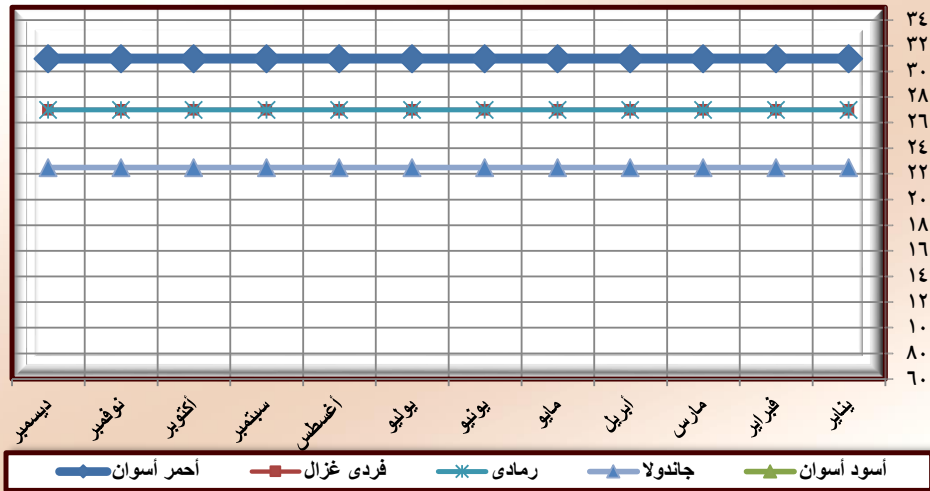 ٣٤
٣٢
٣٠
٢٨
٢٦
٢٤
٢٢
٢٠
١٨
١٦
١٤
١٢
١٠
٨٠
٦٠
يناير
فبراير
مارس
أبريل
مايو
يونيو
يوليو
أغسطس
سبتمبر
أكتوبر
نوفمبر
ديسمبر
أسود أسوان
جاندولا
رمادى
فردى غزال
أحمر أسوان